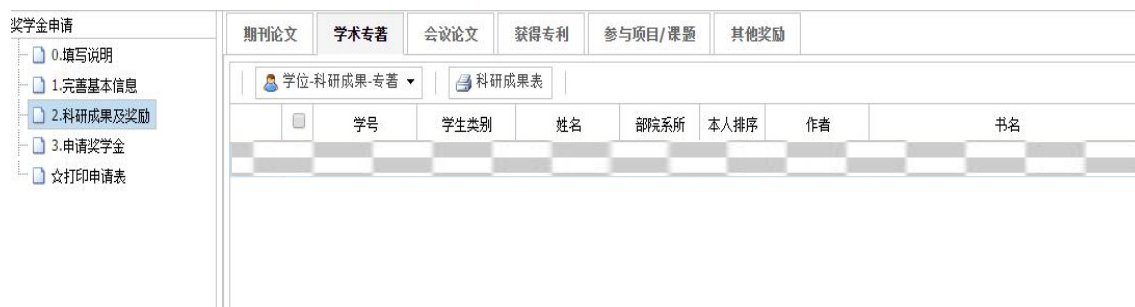 奖学金申请
0.填写说明
1.完善基本信息
2.科研成果及奖励
3.申请奖学金
☆打印申请表
期刊论文 学术专著 会议论文 获得专利 参与项目/课题 其他奖励
学位-科研成果-专著 科研成果表
学号 学生类别 姓名 部院系所 本人排序 作者 书名